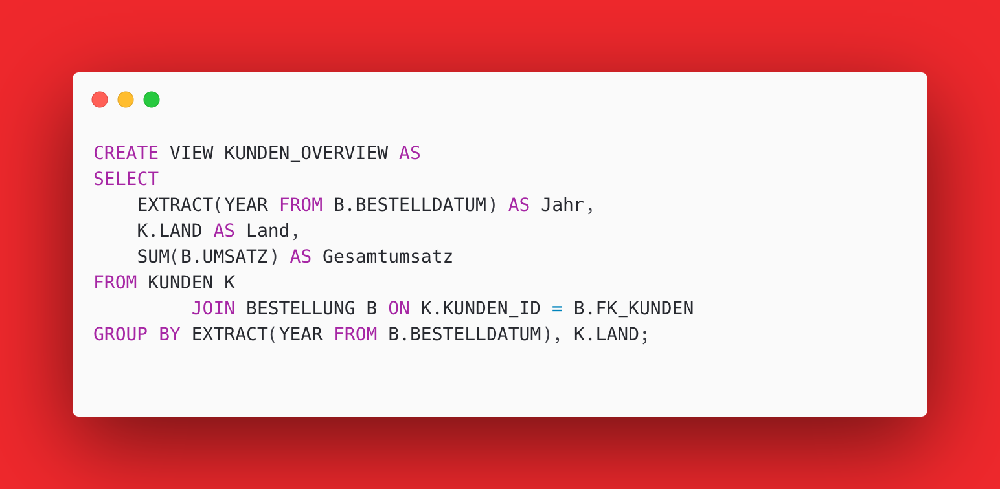 CREATE VIEW KUNDEN_OVERVIEW AS
SELECT
    EXTRACT(YEAR FROM B.BESTELLDATUM) AS Jahr,
    K.LAND AS Land,
    SUM(B.UMSATZ) AS Gesamtumsatz
FROM KUNDEN K
         JOIN BESTELLUNG B ON K.KUNDEN_ID = B.FK_KUNDEN
GROUP BY EXTRACT(YEAR FROM B.BESTELLDATUM), K.LAND;